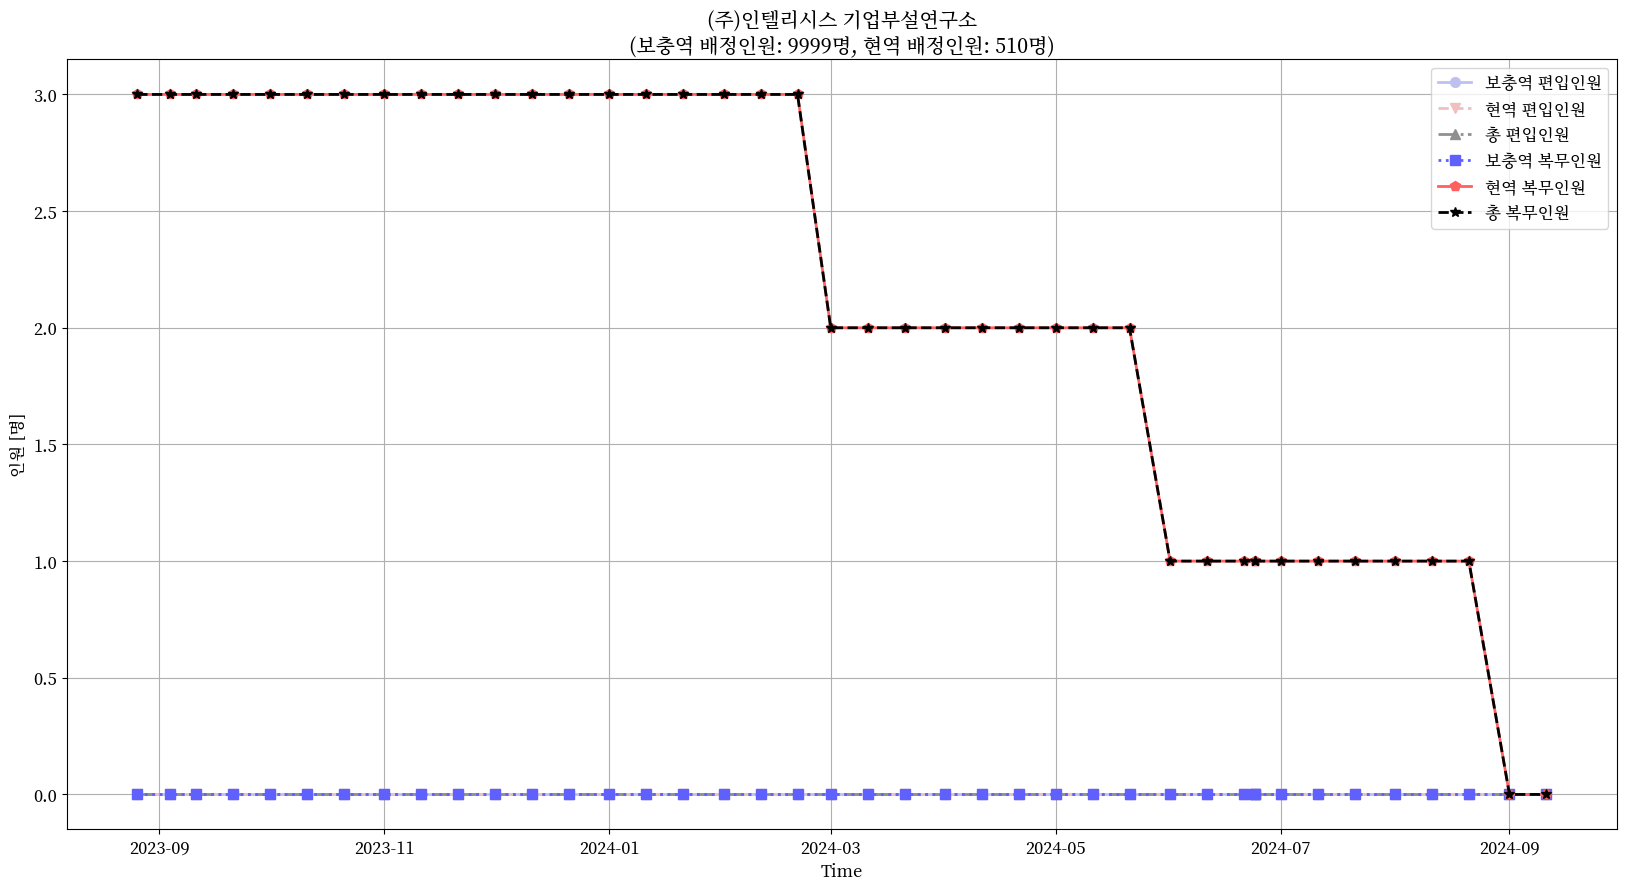 (주)인텔리시스 기업부설연구소
(보충역 배정인원: 9999명, 현역 배정인원: 510명)
보충역 편입인원
현역 편입인원
총 편입인원
보충역 복무인원
현역 복무인원
총 복무인원
인원 [명]
3.0
2.5
2.0
1.5
1.0
0.5
0.0
2023-09 2023-11 2024-01 2024-03 2024-05 2024-07 2024-09
Time